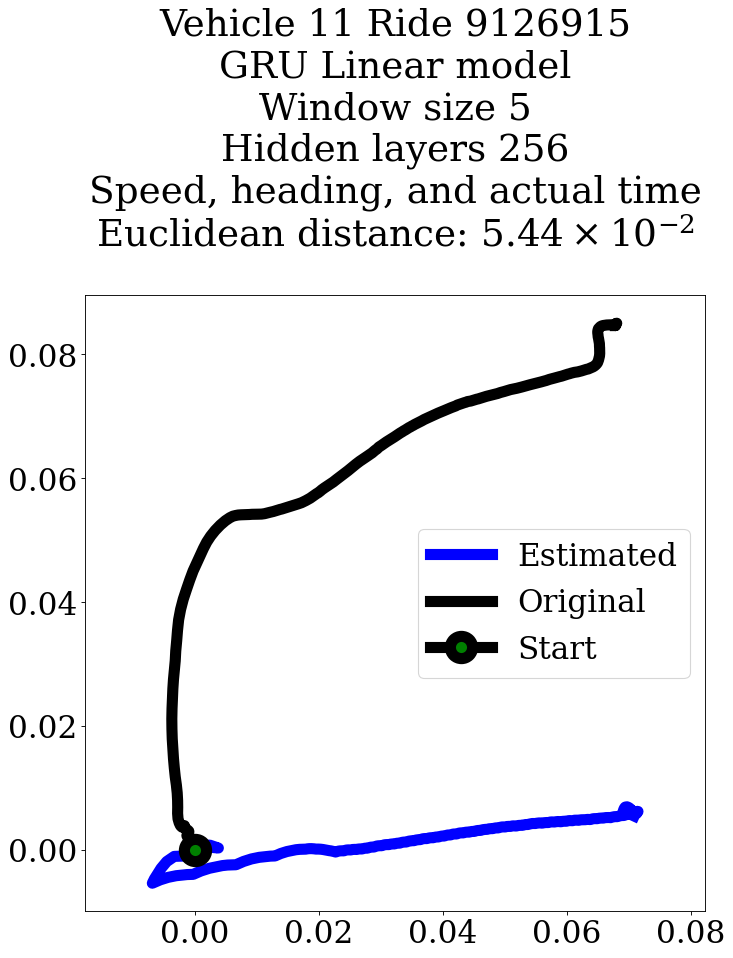 Vehicle 11 Ride 9126915
GRU Linear model
Window size 5
Hidden layers 256
Speed, heading, and actual time
Euclidean distance: 5.44 × 10⁻²
0.08
0.06
0.04
0.02
0.00
Estimated
Original
Start
0.00 0.02 0.04 0.06 0.08